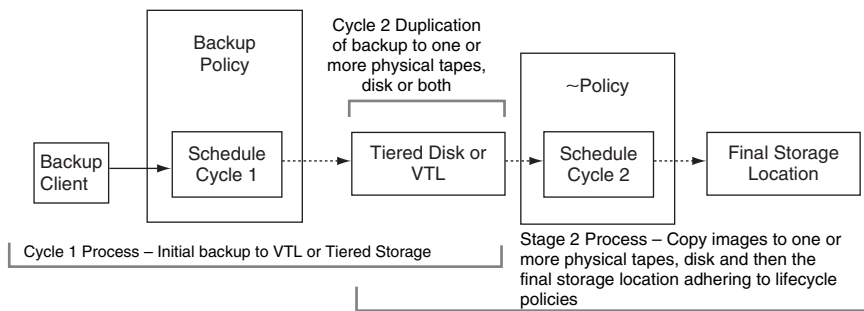 Backup
Policy
Cycle 2 Duplication
of backup to one or
more physical tapes,
disk or both
~Policy
Backup
Client
Schedule
Cycle 1
Tiered Disk or
VTL
Schedule
Cycle 2
Final Storage
Location
Cycle 1 Process – Initial backup to VTL or Tiered Storage
Stage 2 Process – Copy images to one or
more physical tapes, disk and then the
final storage location adhering to lifecycle
policies